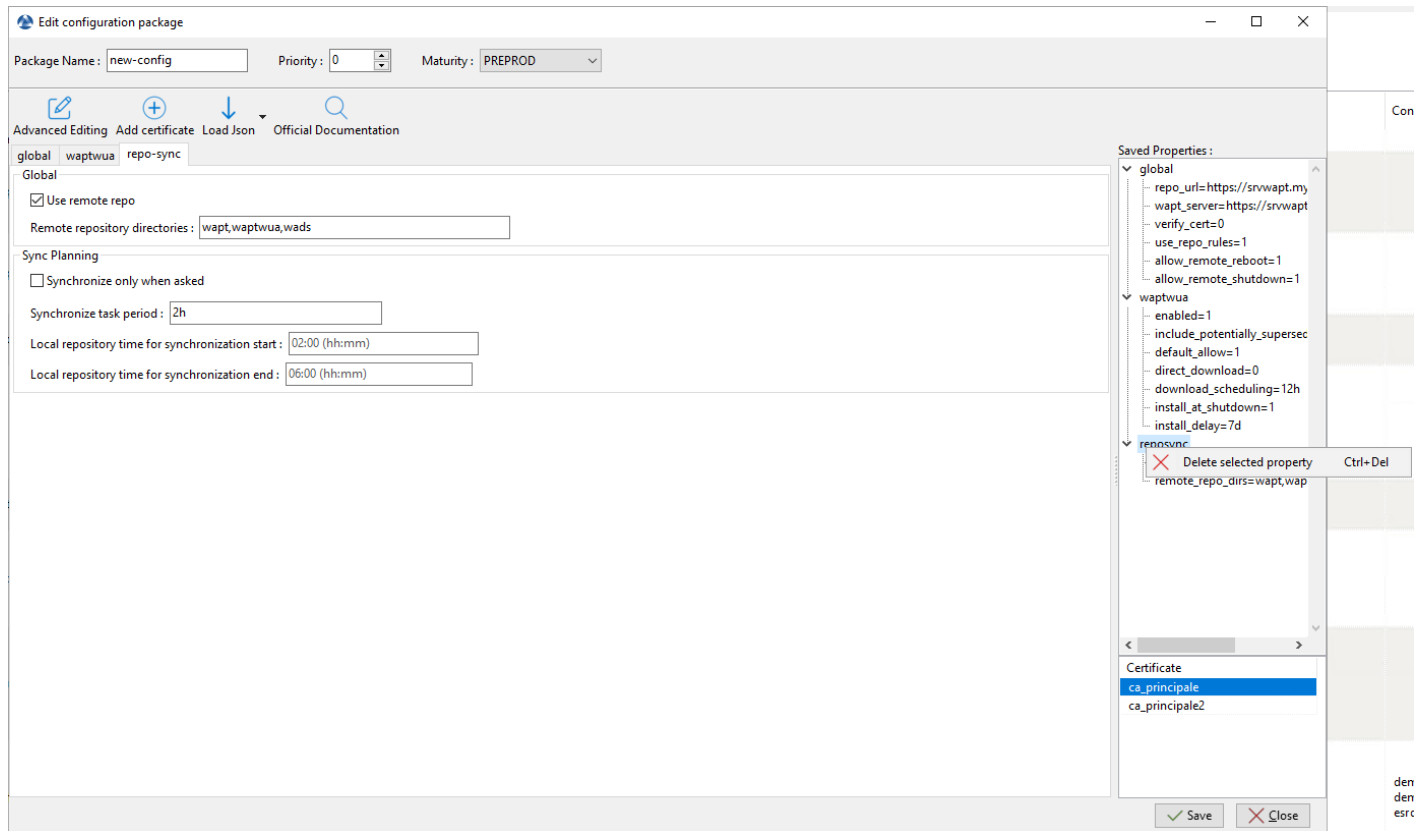 Edit configuration package
Package Name : new-config Priority : 0 Maturity : PREPROD
Advanced Editing Add certificate Load Json Official Documentation
global waptwua repo-sync
Global
Use remote repo
Remote repository directories : wapt,waptwua,wads
Sync Planning
Synchronize only when asked
Synchronize task period : 2h
Local repository time for synchronization start : 02:00 (hh:mm)
Local repository time for synchronization end : 06:00 (hh:mm)
Saved Properties :
global
repo_url=https://srvwapt.my
wapt_server=https://srvwapt
verify_cert=0
use_repo_rules=1
allow_remote_reboot=1
allow_remote_shutdown=1
waptwua
enabled=1
include_potentially_supersec
default_allow=1
direct_download=0
download_scheduling=12h
install_at_shutdown=1
install_delay=7d
reposync
Delete selected property Ctrl+Del
remote_repo_dirs=wapt,wap
Certificate
ca_principale
ca_principale2
Save Close
Con
dem
dem
esro